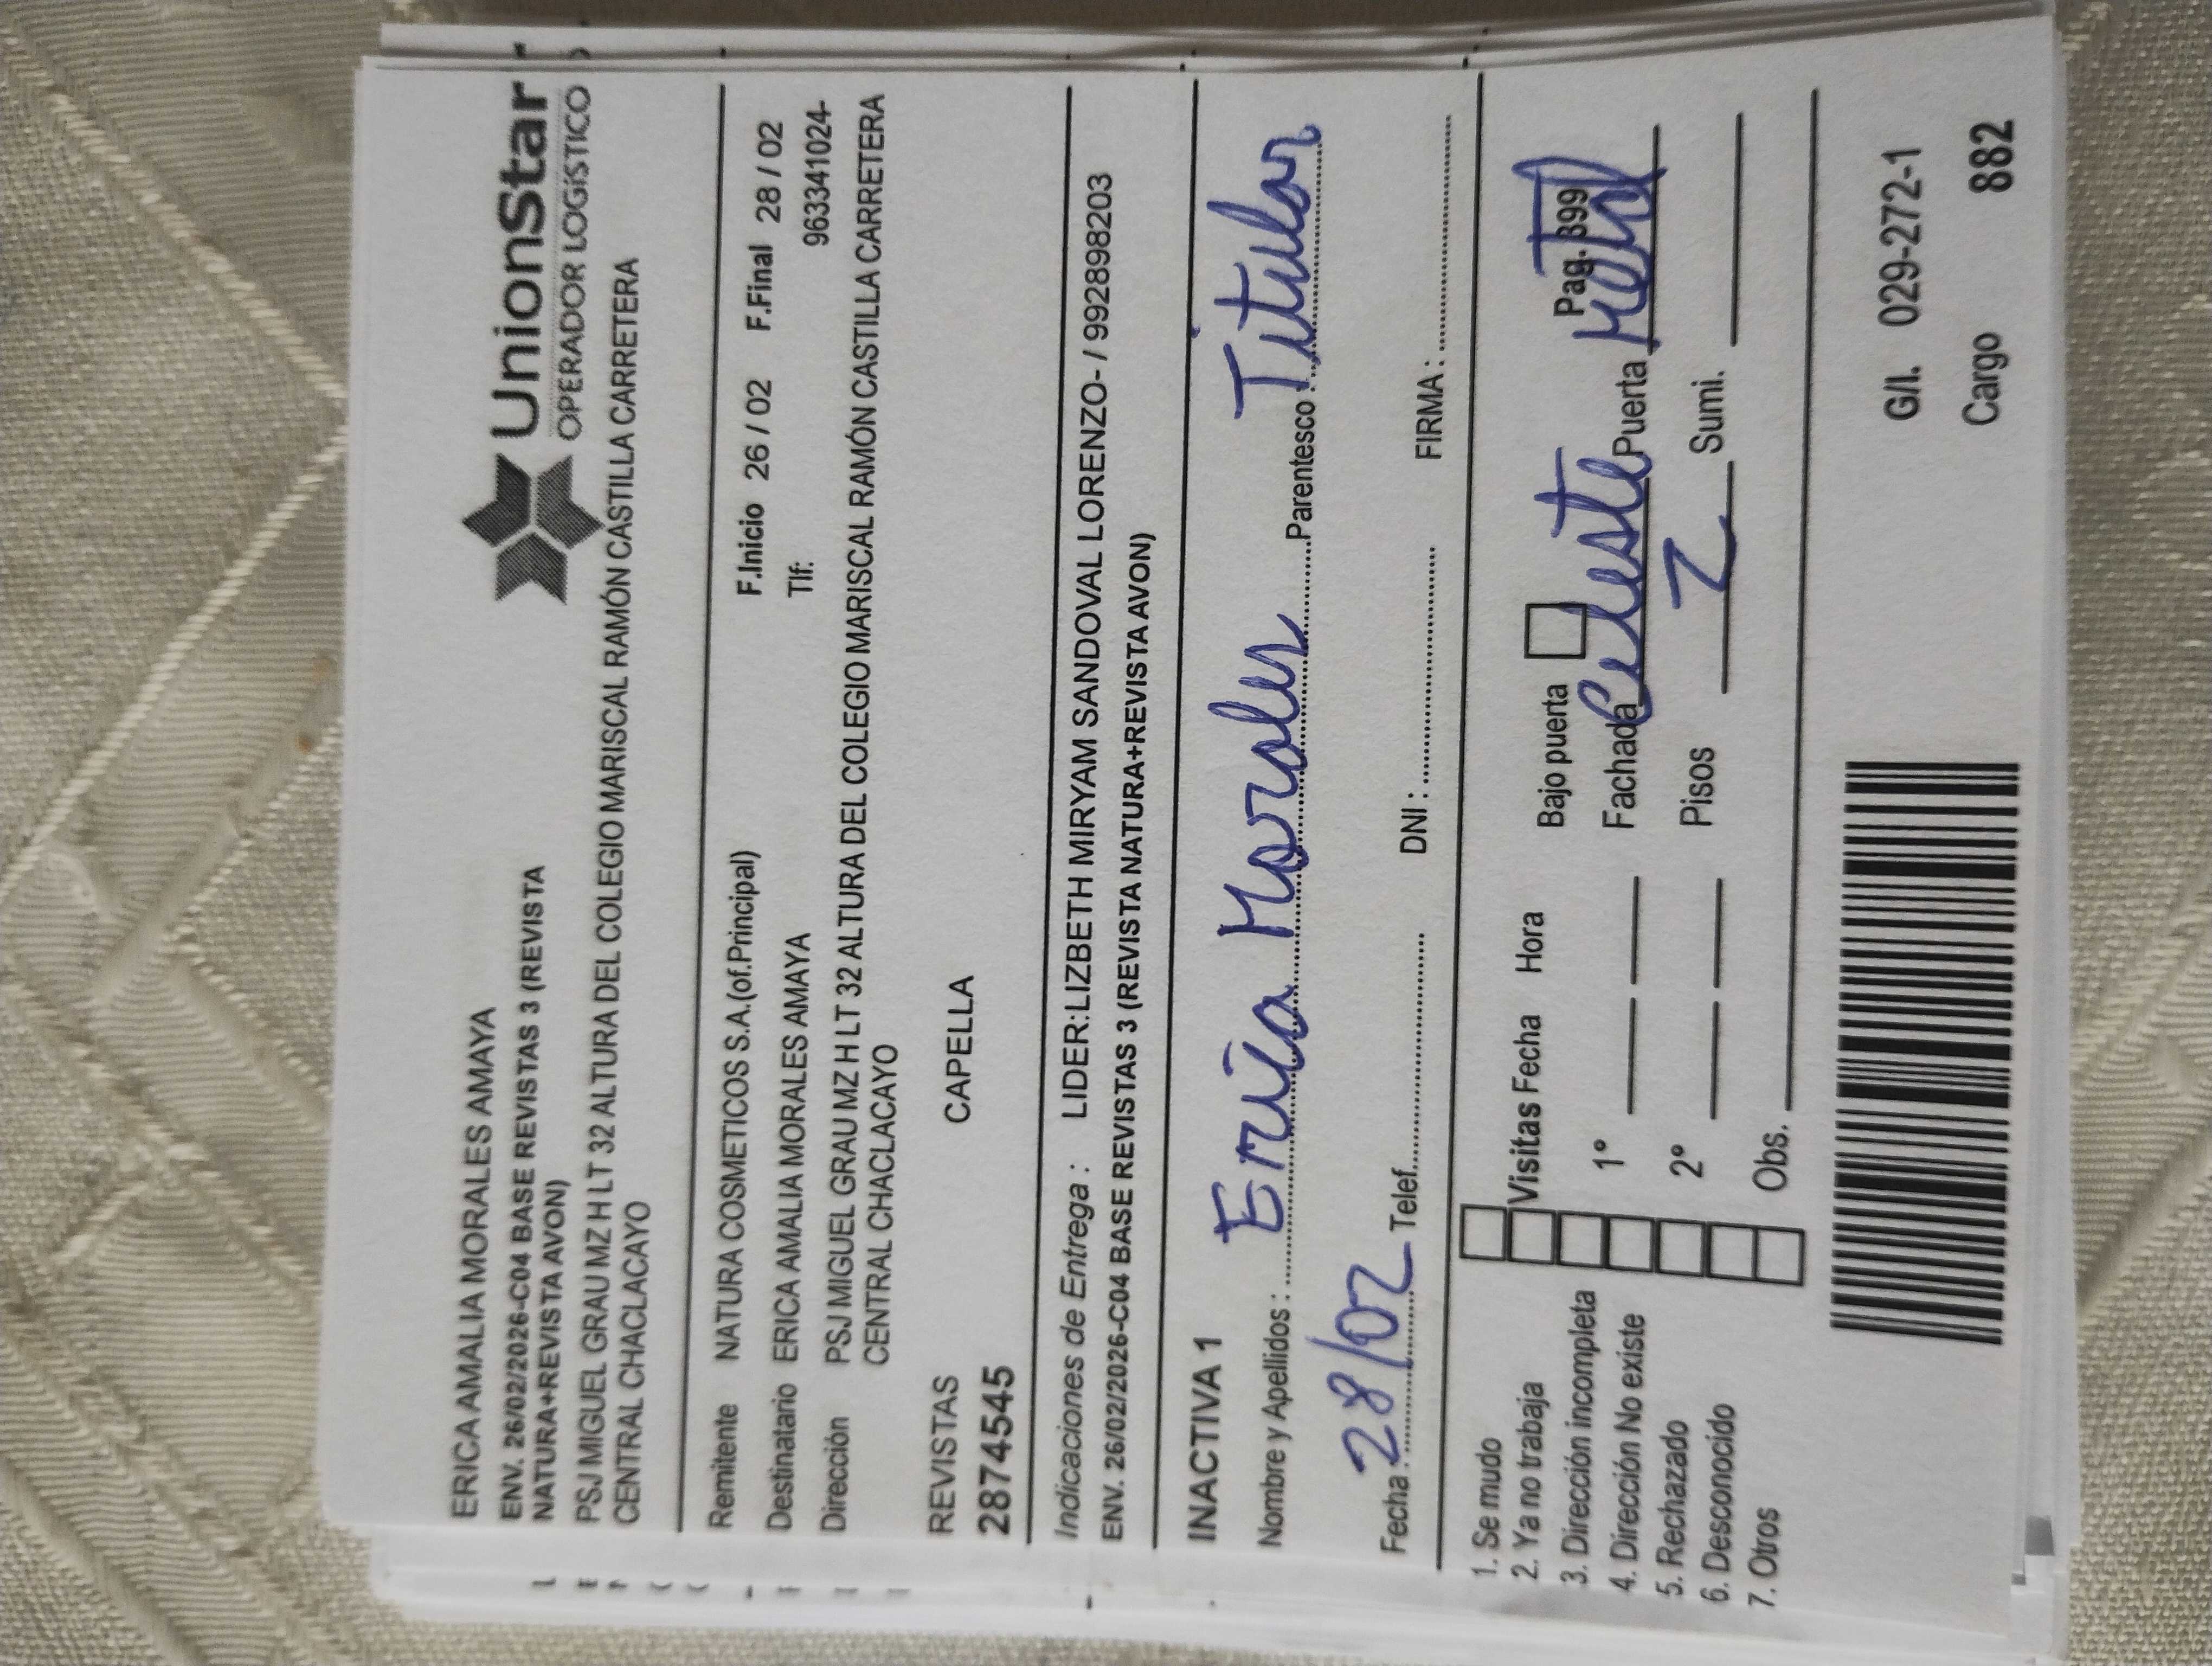 UnionStar
OPERADOR LOGÍSTICO
ERICA AMALIA MORALES AMAYA
ENV. 26/02/2026-C04 BASE REVISTAS 3 (REVISTA
NATURA+REVISTA AVON)
PSJ MIGUEL GRAU MZ H LT 32 ALTURA DEL COLEGIO MARISCAL RAMÓN CASTILLA CARRETERA
CENTRAL CHACLACAYO
Remitente NATURA COSMETICOS S.A.(of.Principal) F.Inicio 26 / 02 F.Final 28 / 02
Destinatario ERICA AMALIA MORALES AMAYA Tlf: 963341024-
Dirección PSJ MIGUEL GRAU MZ H LT 32 ALTURA DEL COLEGIO MARISCAL RAMÓN CASTILLA CARRETERA
CENTRAL CHACLACAYO
REVISTAS CAPELLA
2874545
Indicaciones de Entrega : LIDER:LIZBETH MIRYAM SANDOVAL LORENZO- / 992898203
ENV. 26/02/2026-C04 BASE REVISTAS 3 (REVISTA NATURA+REVISTA AVON)
INACTIVA 1
Nombre y Apellidos : Erica Morales Parentesco : Titular
Fecha : 28/02 Telef. DNI : FIRMA :
1. Se mudo
2. Ya no trabaja Visitas Fecha Hora Bajo puerta Pag. 399
3. Dirección incompleta 1° Fachada Celeste Puerta Metal
4. Dirección No existe
5. Rechazado 2° Pisos 2 Sumi.
6. Desconocido
7. Otros Obs.
G/I. 029-272-1
Cargo 882